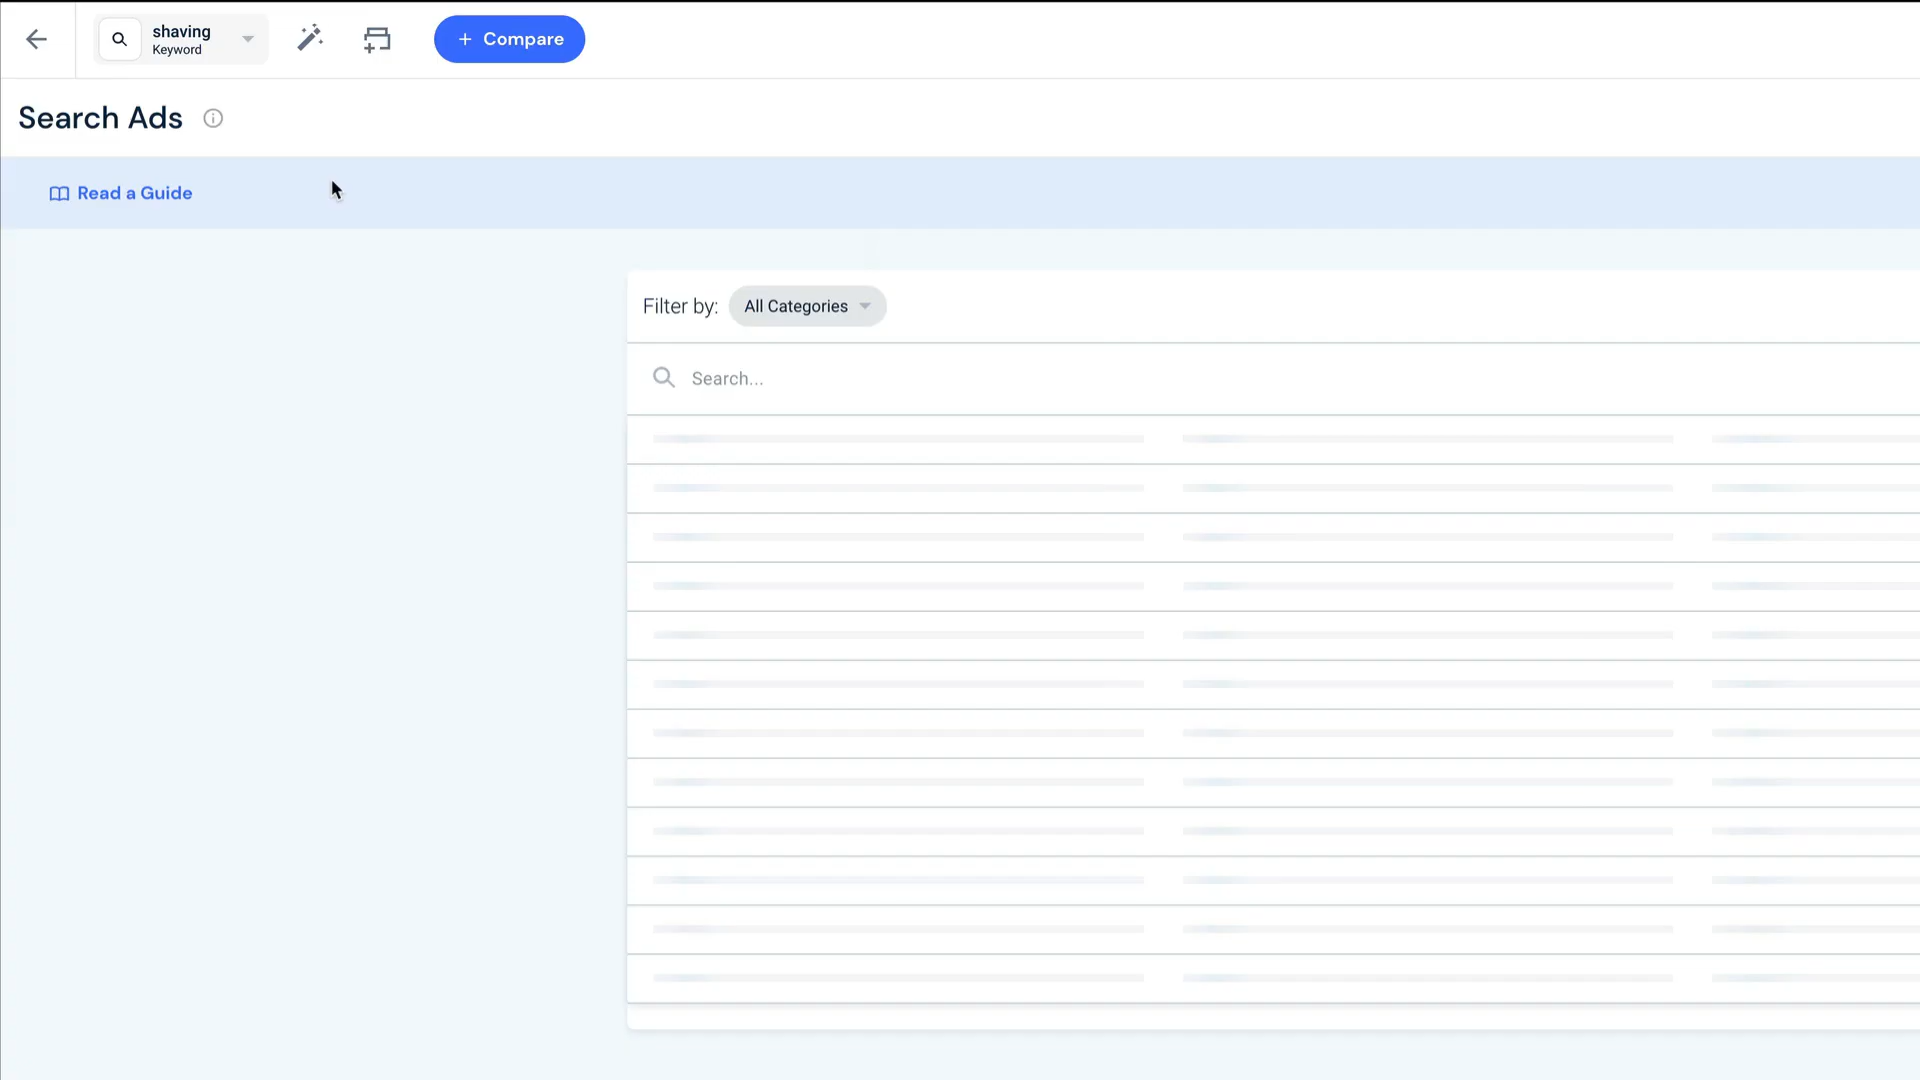 shaving
Keyword
+ Compare
Search Ads
Read a Guide
Filter by: All Categories
Search...